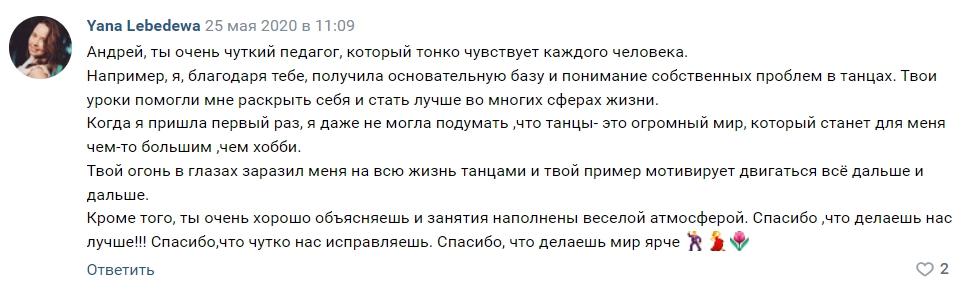 Yana Lebedewa 25 мая 2020 в 11:09
Андрей, ты очень чуткий педагог, который тонко чувствует каждого человека.
Например, я, благодаря тебе, получила основательную базу и понимание собственных проблем в танцах. Твои
уроки помогли мне раскрыть себя и стать лучше во многих сферах жизни.
Когда я пришла первый раз, я даже не могла подумать ,что танцы- это огромный мир, который станет для меня
чем-то большим ,чем хобби.
Твой огонь в глазах заразил меня на всю жизнь танцами и твой пример мотивирует двигаться всё дальше и
дальше.
Кроме того, ты очень хорошо объясняешь и занятия наполнены веселой атмосферой. Спасибо ,что делаешь нас
лучше!!! Спасибо,что чутко нас исправляешь. Спасибо, что делаешь мир ярче 🕺💃🌷
Ответить 2